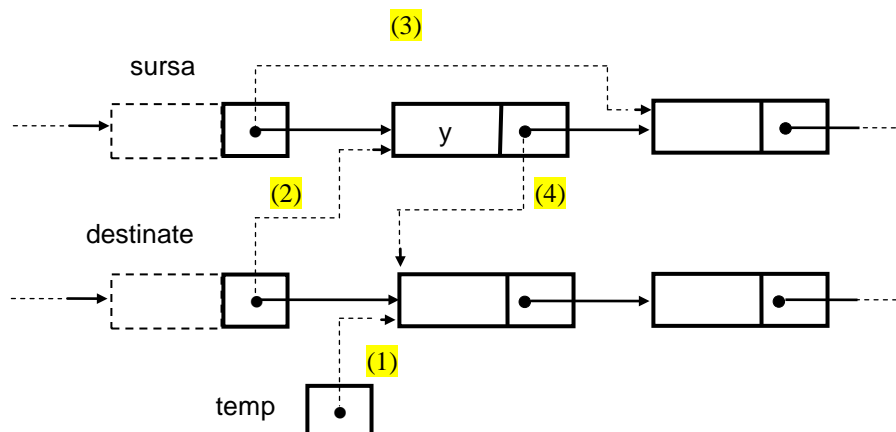 (3)
sursa
y
(2)
(4)
destinate
(1)
temp